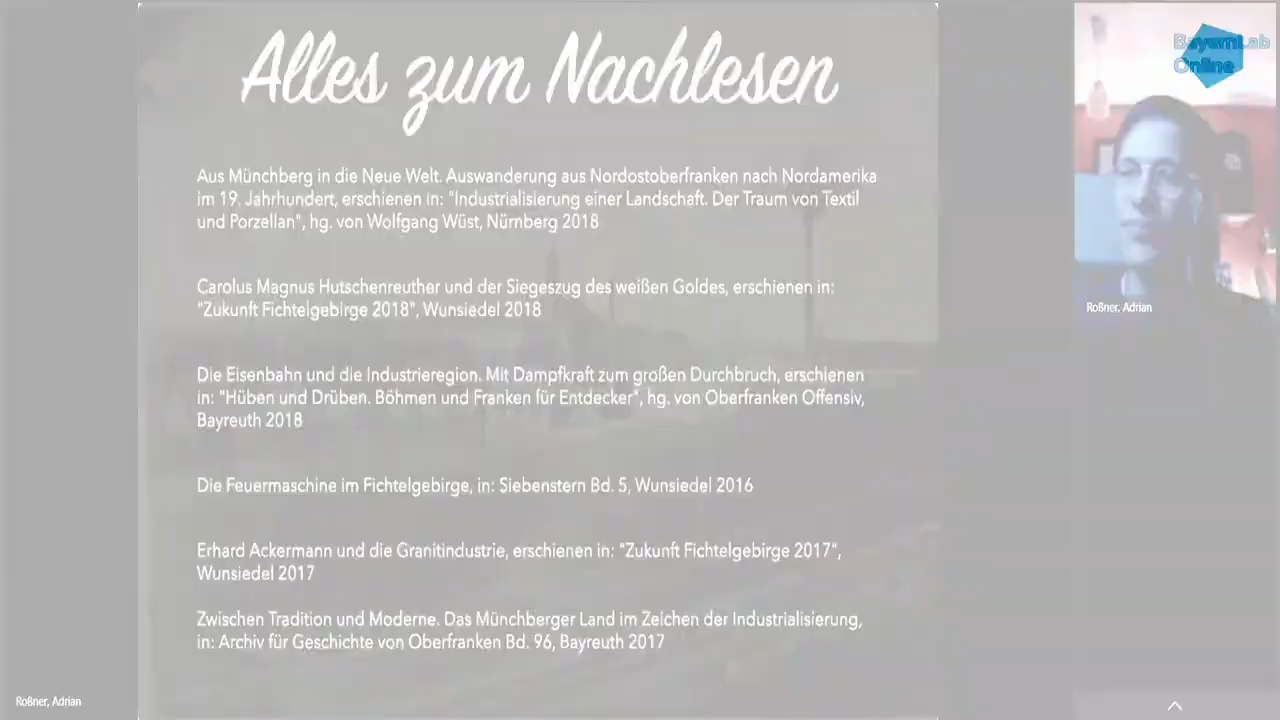 Alles zum Nachlesen
Aus Münchberg in die Neue Welt. Auswanderung aus Nordostoberfranken nach Nordamerika
im 19. Jahrhundert, erschienen in: "Industrialisierung einer Landschaft. Der Traum von Textil
und Porzellan", hg. von Wolfgang Wüst, Nürnberg 2018
Carolus Magnus Hutschenreuther und der Siegeszug des weißen Goldes, erschienen in:
"Zukunft Fichtelgebirge 2018", Wunsiedel 2018
Die Eisenbahn und die Industrieregion. Mit Dampfkraft zum großen Durchbruch, erschienen
in: "Hüben und Drüben. Böhmen und Franken für Entdecker", hg. von Oberfranken Offensiv,
Bayreuth 2018
Die Feuermaschine im Fichtelgebirge, in: Siebenstern Bd. 5, Wunsiedel 2016
Erhard Ackermann und die Granitindustrie, erschienen in: "Zukunft Fichtelgebirge 2017",
Wunsiedel 2017
Zwischen Tradition und Moderne. Das Münchberger Land im Zeichen der Industrialisierung,
in: Archiv für Geschichte von Oberfranken Bd. 96, Bayreuth 2017
BayernLab
Online
Roßner, Adrian
Roßner, Adrian